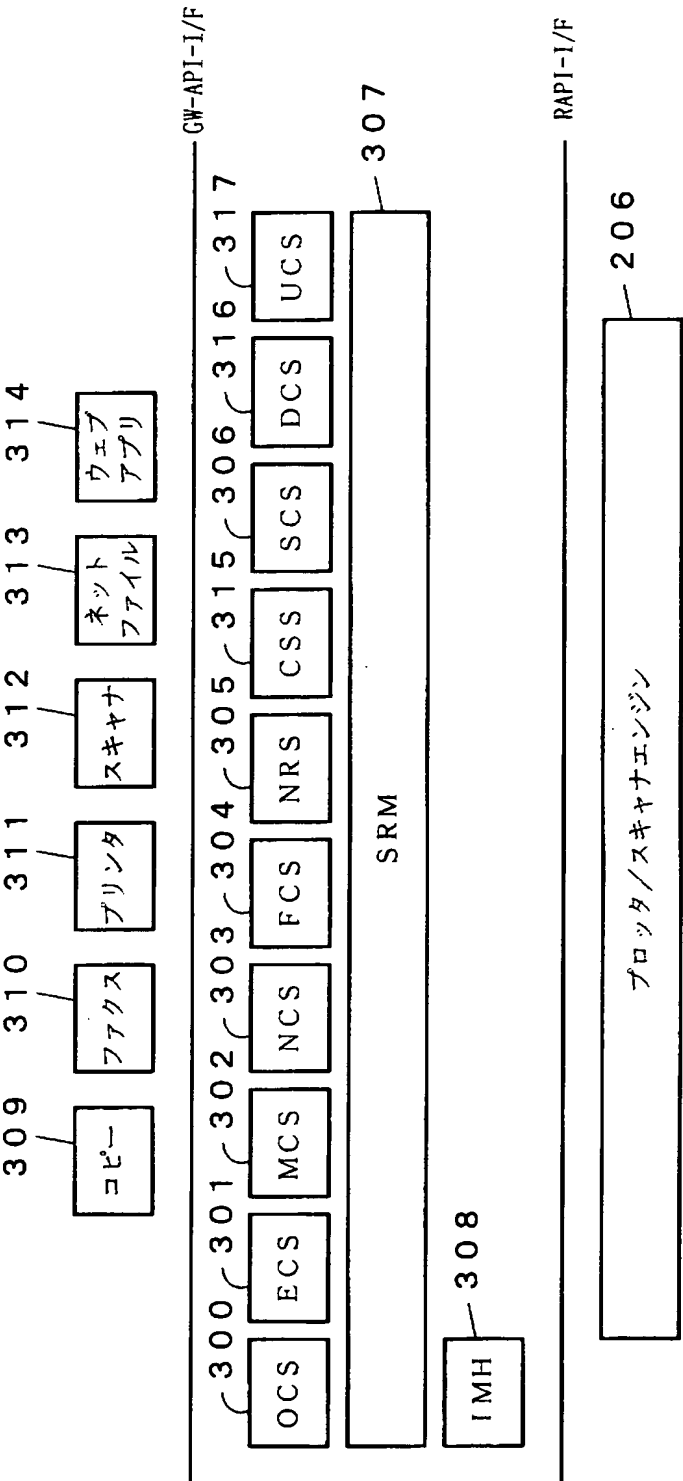 309
310
311
312
313
314
コピー
ファクス
プリンタ
スキャナ
ネット
ファイル
ウェブ
アプリ
GW-API-I/F
300
301
302
303
304
305
315
306
316
317
OCS
ECS
MCS
NCS
FCS
NRS
CSS
SCS
DCS
UCS
SRM
307
IMH
308
RAPI-I/F
プロッタ/スキャナエンジン
206